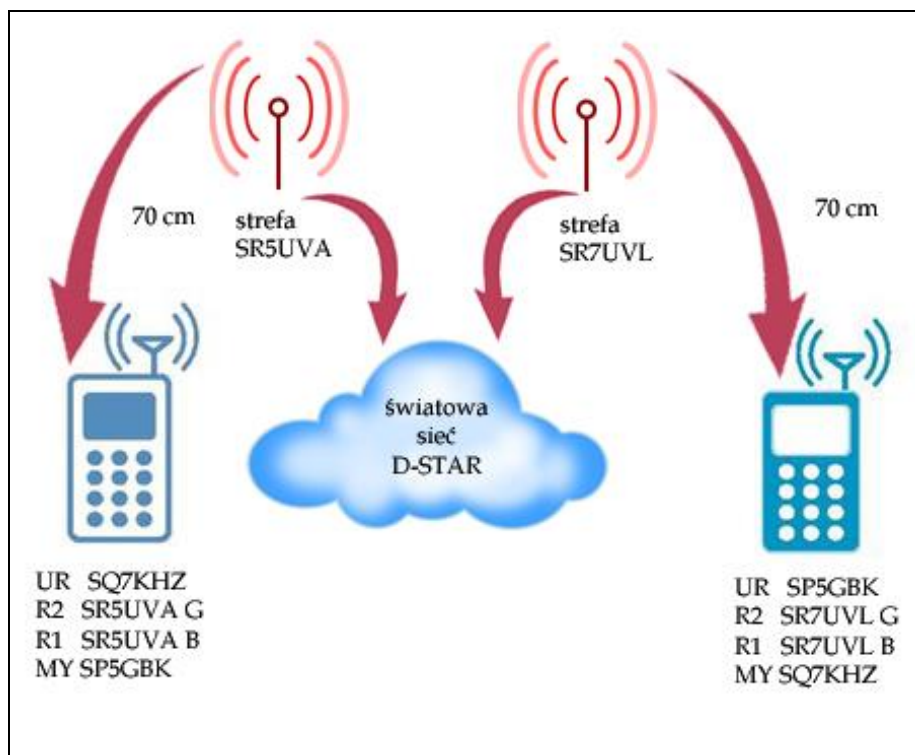 70 cm
strefa
SR5UVA
strefa
SR7UVL
70 cm
światowa
sieć
D-STAR
UR SQ7KHZ
R2 SR5UVA G
R1 SR5UVA B
MY SP5GBK
UR SP5GBK
R2 SR7UVL G
R1 SR7UVL B
MY SQ7KHZ